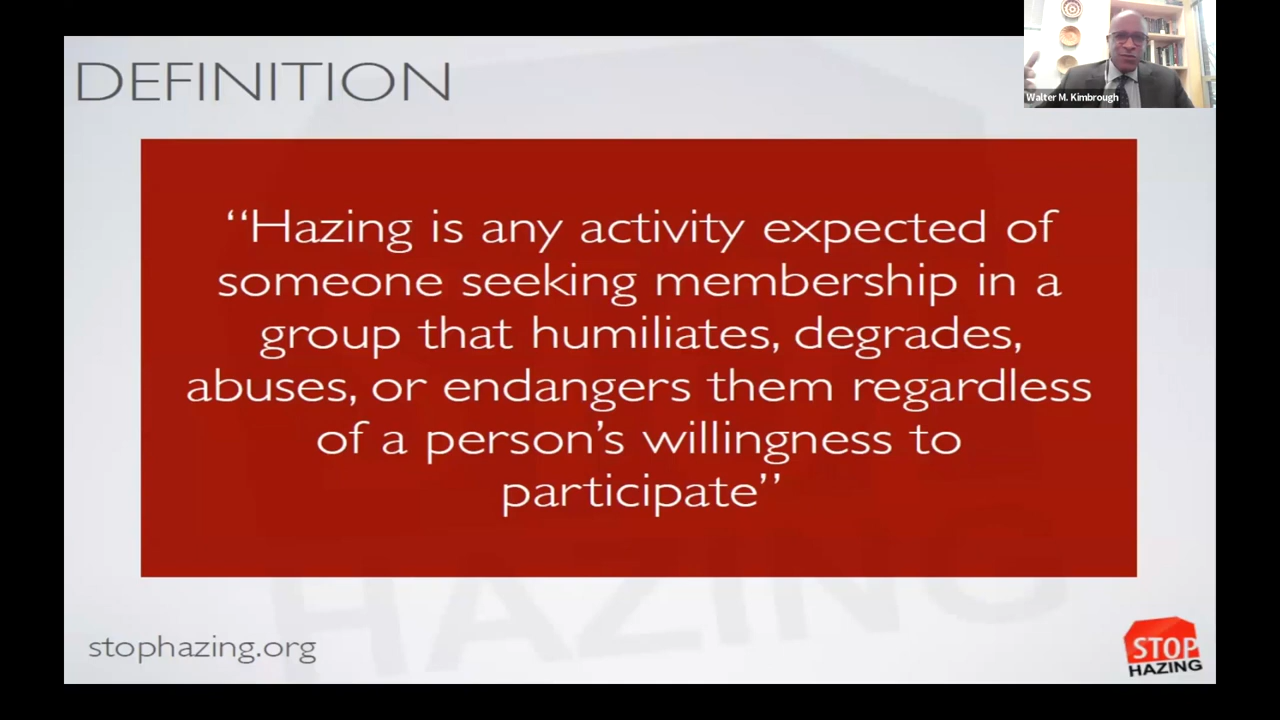 DEFINITION
Walter M. Kimbrough
“Hazing is any activity expected of
someone seeking membership in a
group that humiliates, degrades,
abuses, or endangers them regardless
of a person’s willingness to
participate”
HAZING
stophazing.org
STOP
HAZING